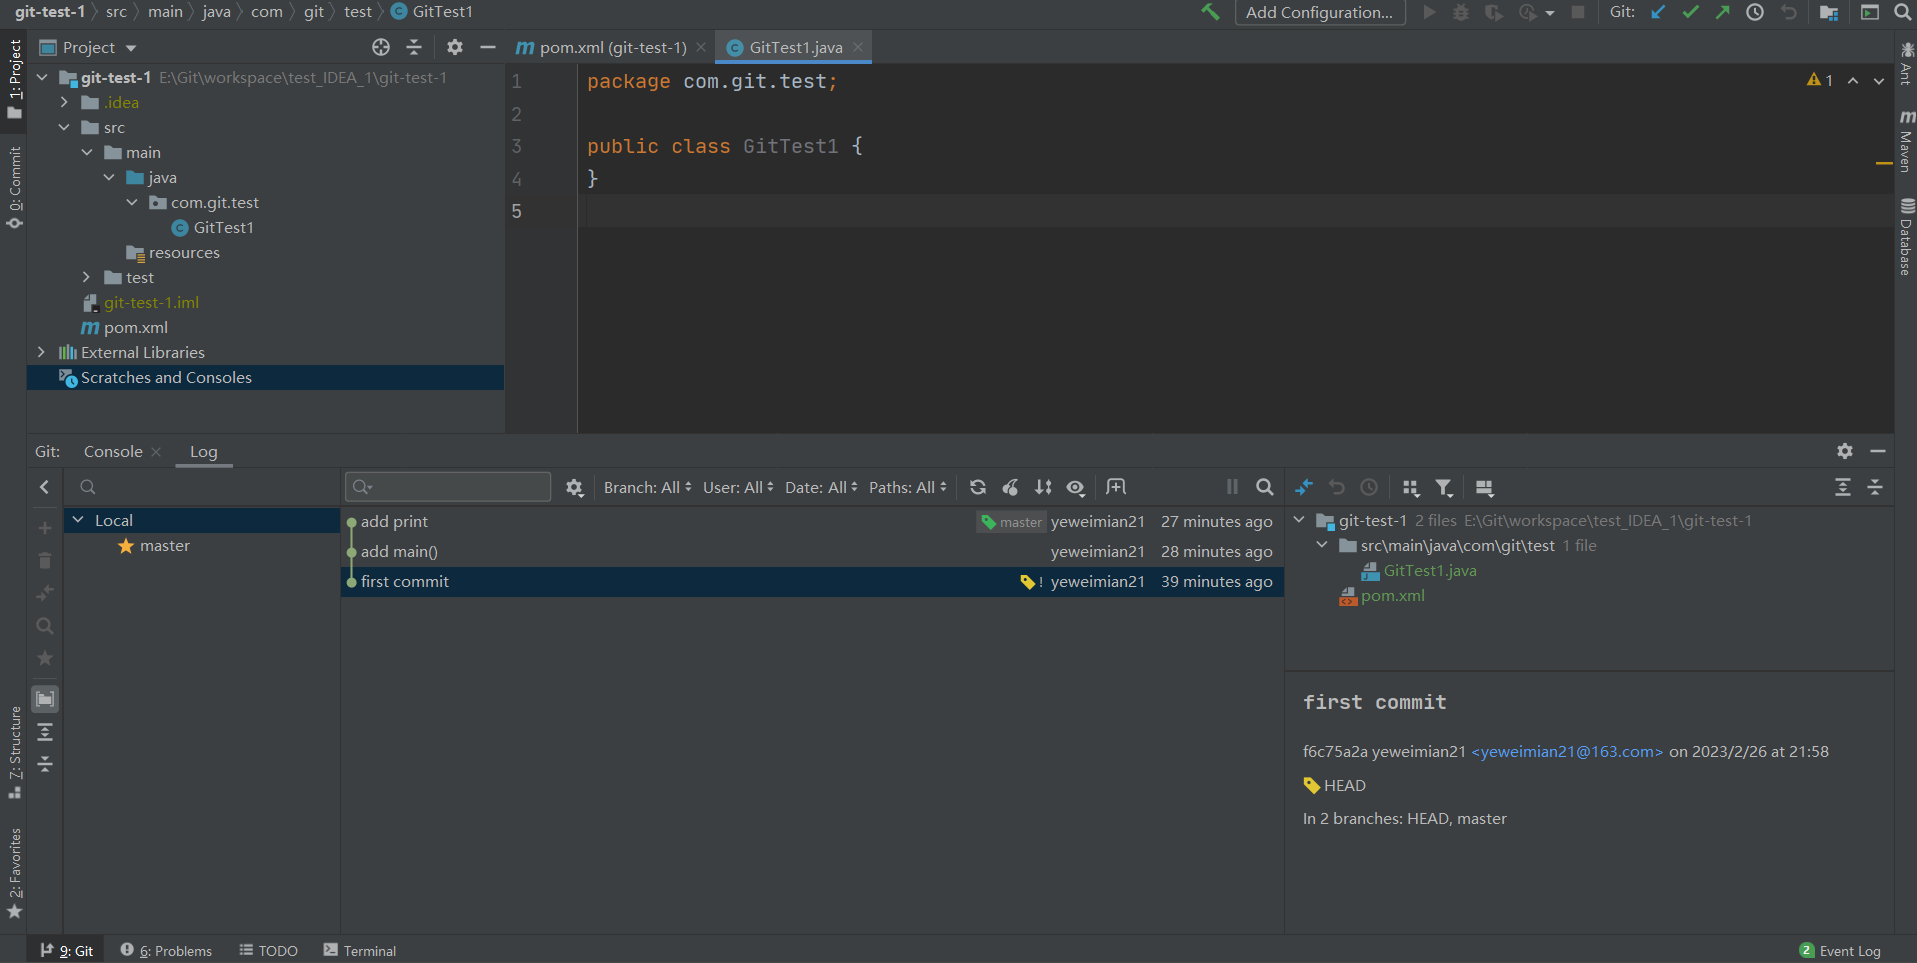 git-test-1 src main java com git test GitTest1 Add Configuration... Git:
1: Project
0: Commit
7: Structure
2: Favorites
Project
git-test-1 E:\Git\workspace\test_IDEA_1\git-test-1
.idea
src
main
java
com.git.test
GitTest1
resources
test
git-test-1.iml
pom.xml
External Libraries
Scratches and Consoles
pom.xml (git-test-1) GitTest1.java
1 package com.git.test;
2
3 public class GitTest1 {
4 }
5
1
Ant
Maven
Database
Git: Console Log
Local
master
Branch: All User: All Date: All Paths: All
add print master yeweimian21 27 minutes ago
add main() yeweimian21 28 minutes ago
first commit ! yeweimian21 39 minutes ago
git-test-1 2 files E:\Git\workspace\test_IDEA_1\git-test-1
src\main\java\com\git\test 1 file
GitTest1.java
pom.xml
first commit
f6c75a2a yeweimian21 <yeweimian21@163.com> on 2023/2/26 at 21:58
HEAD
In 2 branches: HEAD, master
9: Git 6: Problems TODO Terminal 2 Event Log